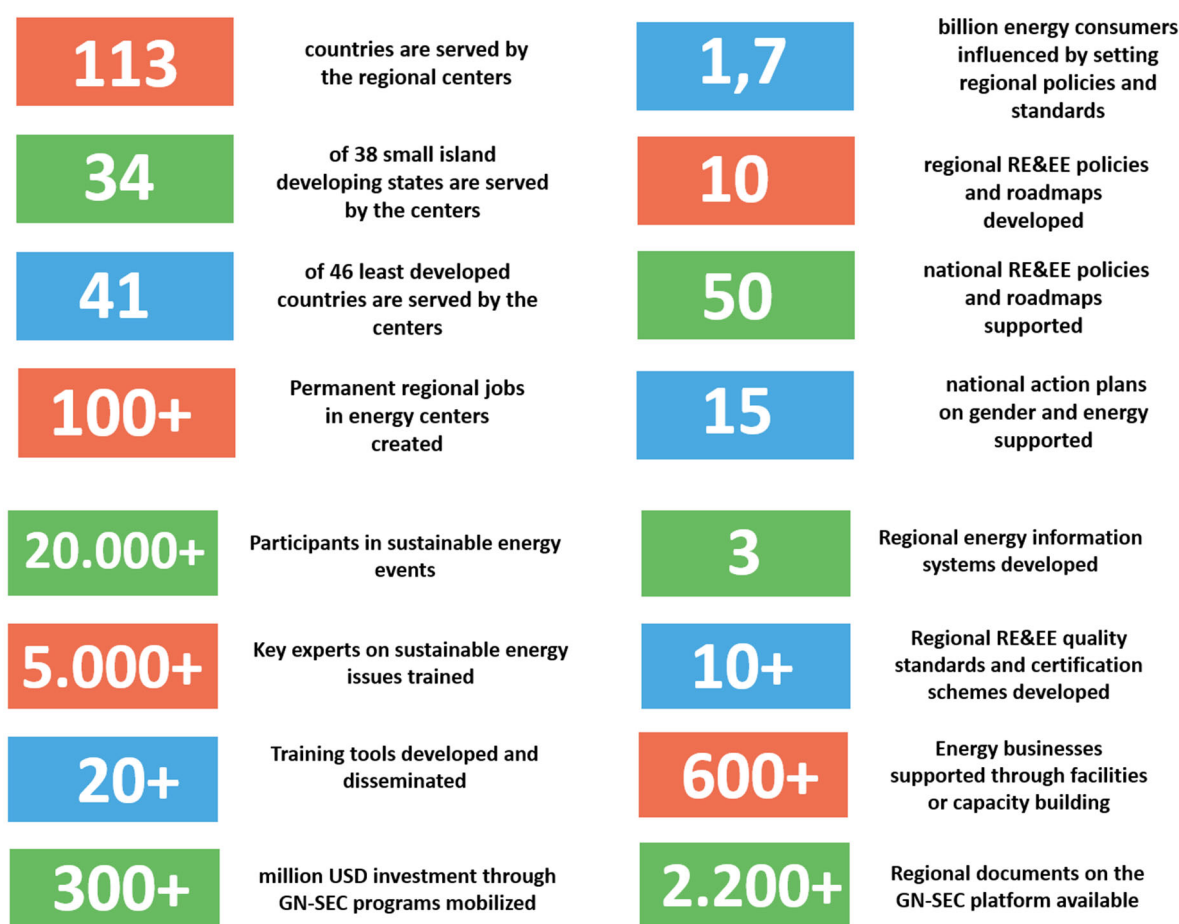 113
countries are served by
the regional centers
34
of 38 small island
developing states are served
by the centers
41
of 46 least developed
countries are served by the
centers
100+
Permanent regional jobs
in energy centers
created
20.000+
Participants in sustainable energy
events
5.000+
Key experts on sustainable energy
issues trained
20+
Training tools developed and
disseminated
300+
million USD investment through
GN-SEC programs mobilized
1,7
billion energy consumers
influenced by setting
regional policies and
standards
10
regional RE&EE policies
and roadmaps
developed
50
national RE&EE policies
and roadmaps
supported
15
national action plans
on gender and energy
supported
3
Regional energy information
systems developed
10+
Regional RE&EE quality
standards and certification
schemes developed
600+
Energy businesses
supported through facilities
or capacity building
2.200+
Regional documents on the
GN-SEC platform available